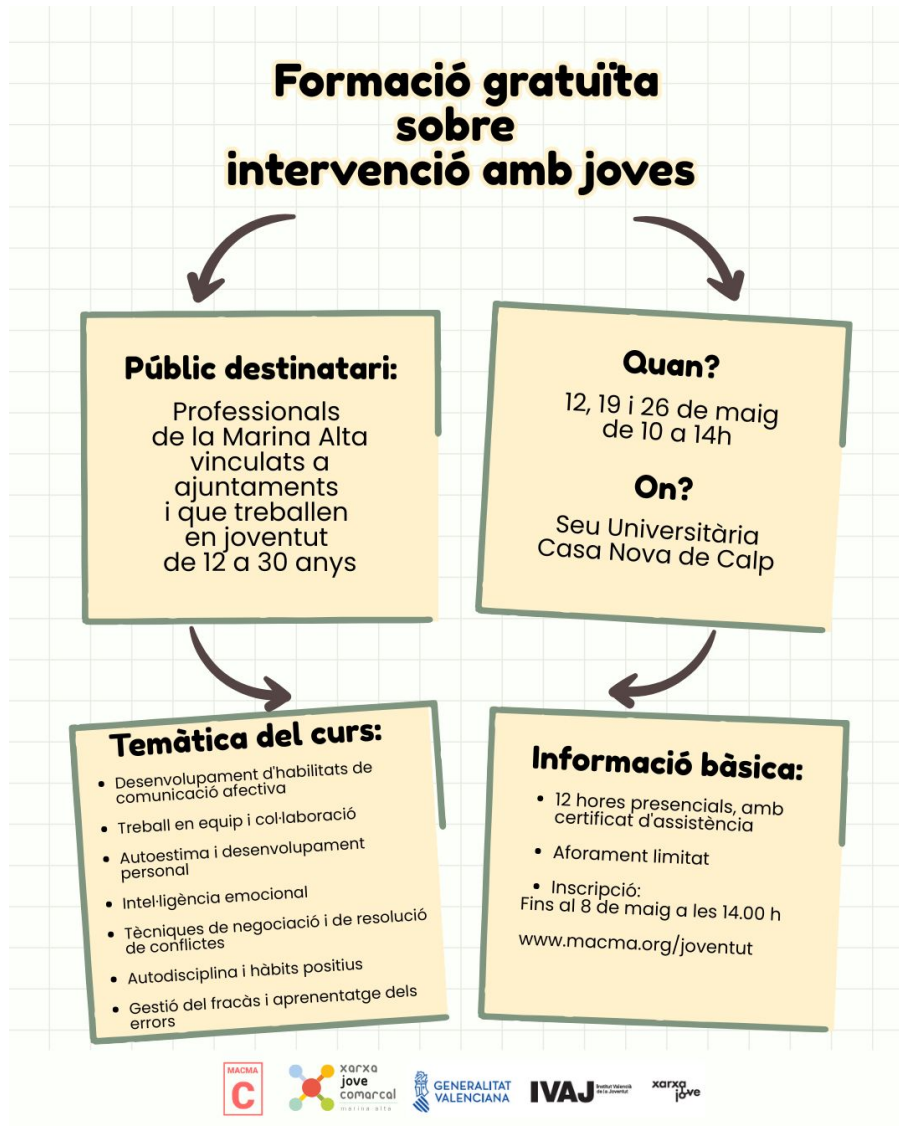 Formació gratuïta
sobre
intervenció amb joves
Públic destinatari:
Professionals
de la Marina Alta
vinculats a
ajuntaments
i que treballen
en joventut
de 12 a 30 anys
Quan?
12, 19 i 26 de maig
de 10 a 14h
On?
Seu Universitària
Casa Nova de Calp
Temàtica del curs:
• Desenvolupament d'habilitats de
comunicació afectiva
• Treball en equip i col·laboració
• Autoestima i desenvolupament
personal
• Intel·ligència emocional
• Tècniques de negociació i de resolució
de conflictes
• Autodisciplina i hàbits positius
• Gestió del fracàs i aprenentatge dels
errors
Informació bàsica:
• 12 hores presencials, amb
certificat d'assistència
• Aforament limitat
• Inscripció:
Fins al 8 de maig a les 14.00 h
www.macma.org/joventut
MACMA
C
xarxa
jove
comarcal
marina alta
GENERALITAT
VALENCIANA
IVAJ
Institut Valencià
de la Joventut
xarxa
jove